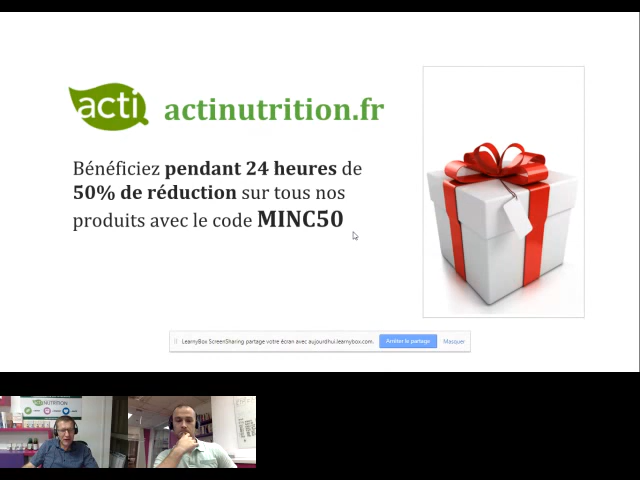 acti
actinutrition.fr
Bénéficiez pendant 24 heures de
50% de réduction sur tous nos
produits avec le code MINC50
LearnyBox ScreenSharing partage votre écran avec aujourdhui.learnybox.com.
Arrêter le partage
Masquer
actiNUTRITION